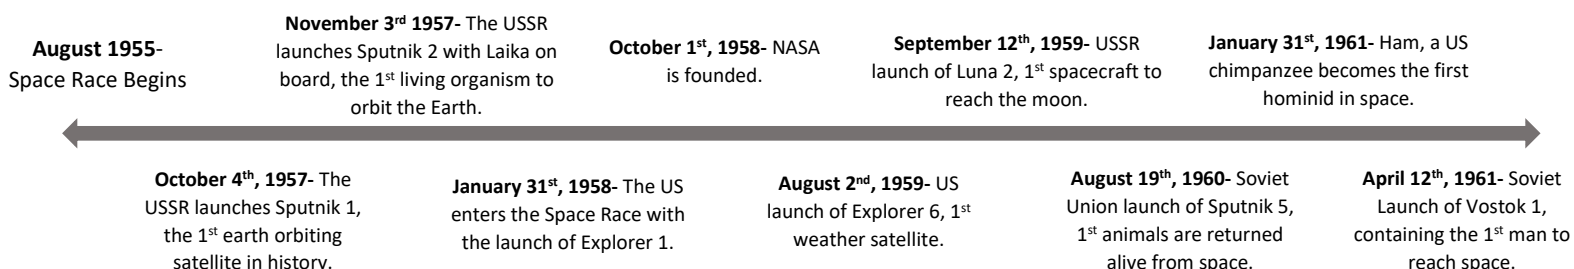 August 1955-
Space Race Begins
November 3rd 1957- The USSR
launches Sputnik 2 with Laika on
board, the 1st living organism to
orbit the Earth.
October 1st, 1958- NASA
is founded.
September 12th, 1959- USSR
launch of Luna 2, 1st spacecraft to
reach the moon.
January 31st, 1961- Ham, a US
chimpanzee becomes the first
hominid in space.
October 4th, 1957- The
USSR launches Sputnik 1,
the 1st earth orbiting
satellite in history.
January 31st, 1958- The US
enters the Space Race with
the launch of Explorer 1.
August 2nd, 1959- US
launch of Explorer 6, 1st
weather satellite.
August 19th, 1960- Soviet
Union launch of Sputnik 5,
1st animals are returned
alive from space.
April 12th, 1961- Soviet
Launch of Vostok 1,
containing the 1st man to
reach space.